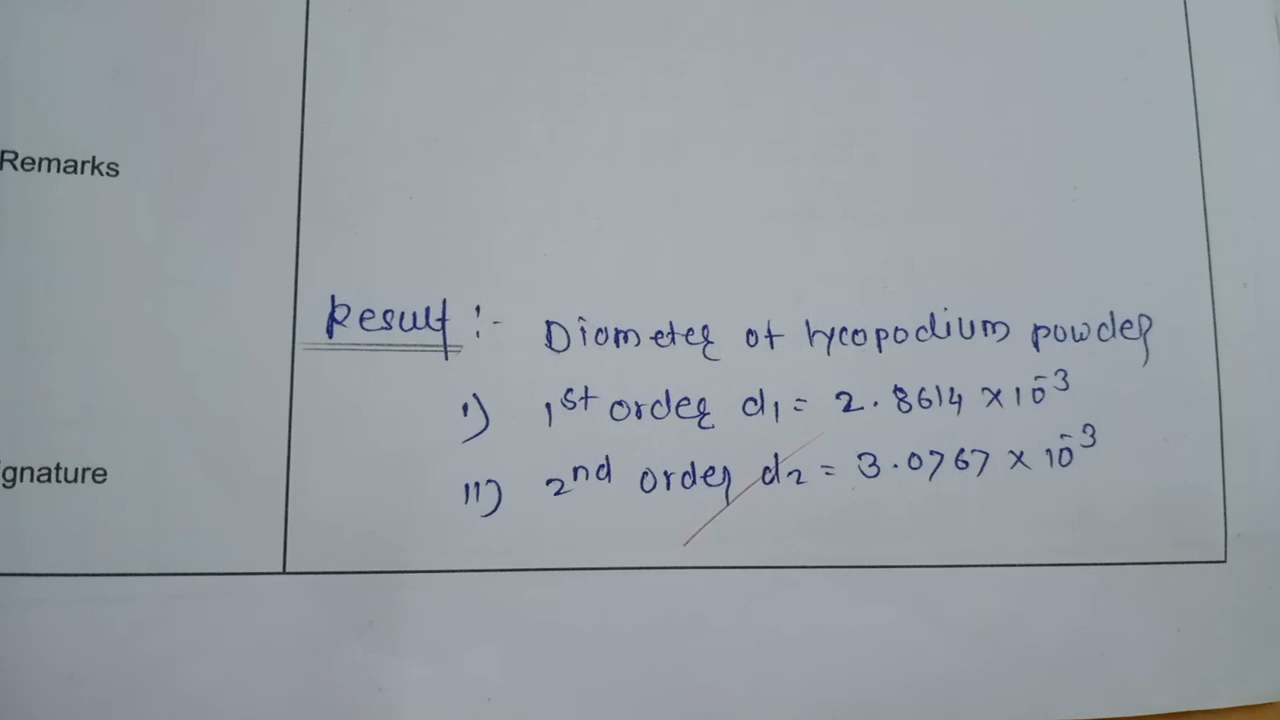 Remarks
Result :- Diameter of lycopodium powder
i) 1st order d₁ = 2.8614 × 10⁻³
ignature
ii) 2nd order d₂ = 3.0767 × 10⁻³